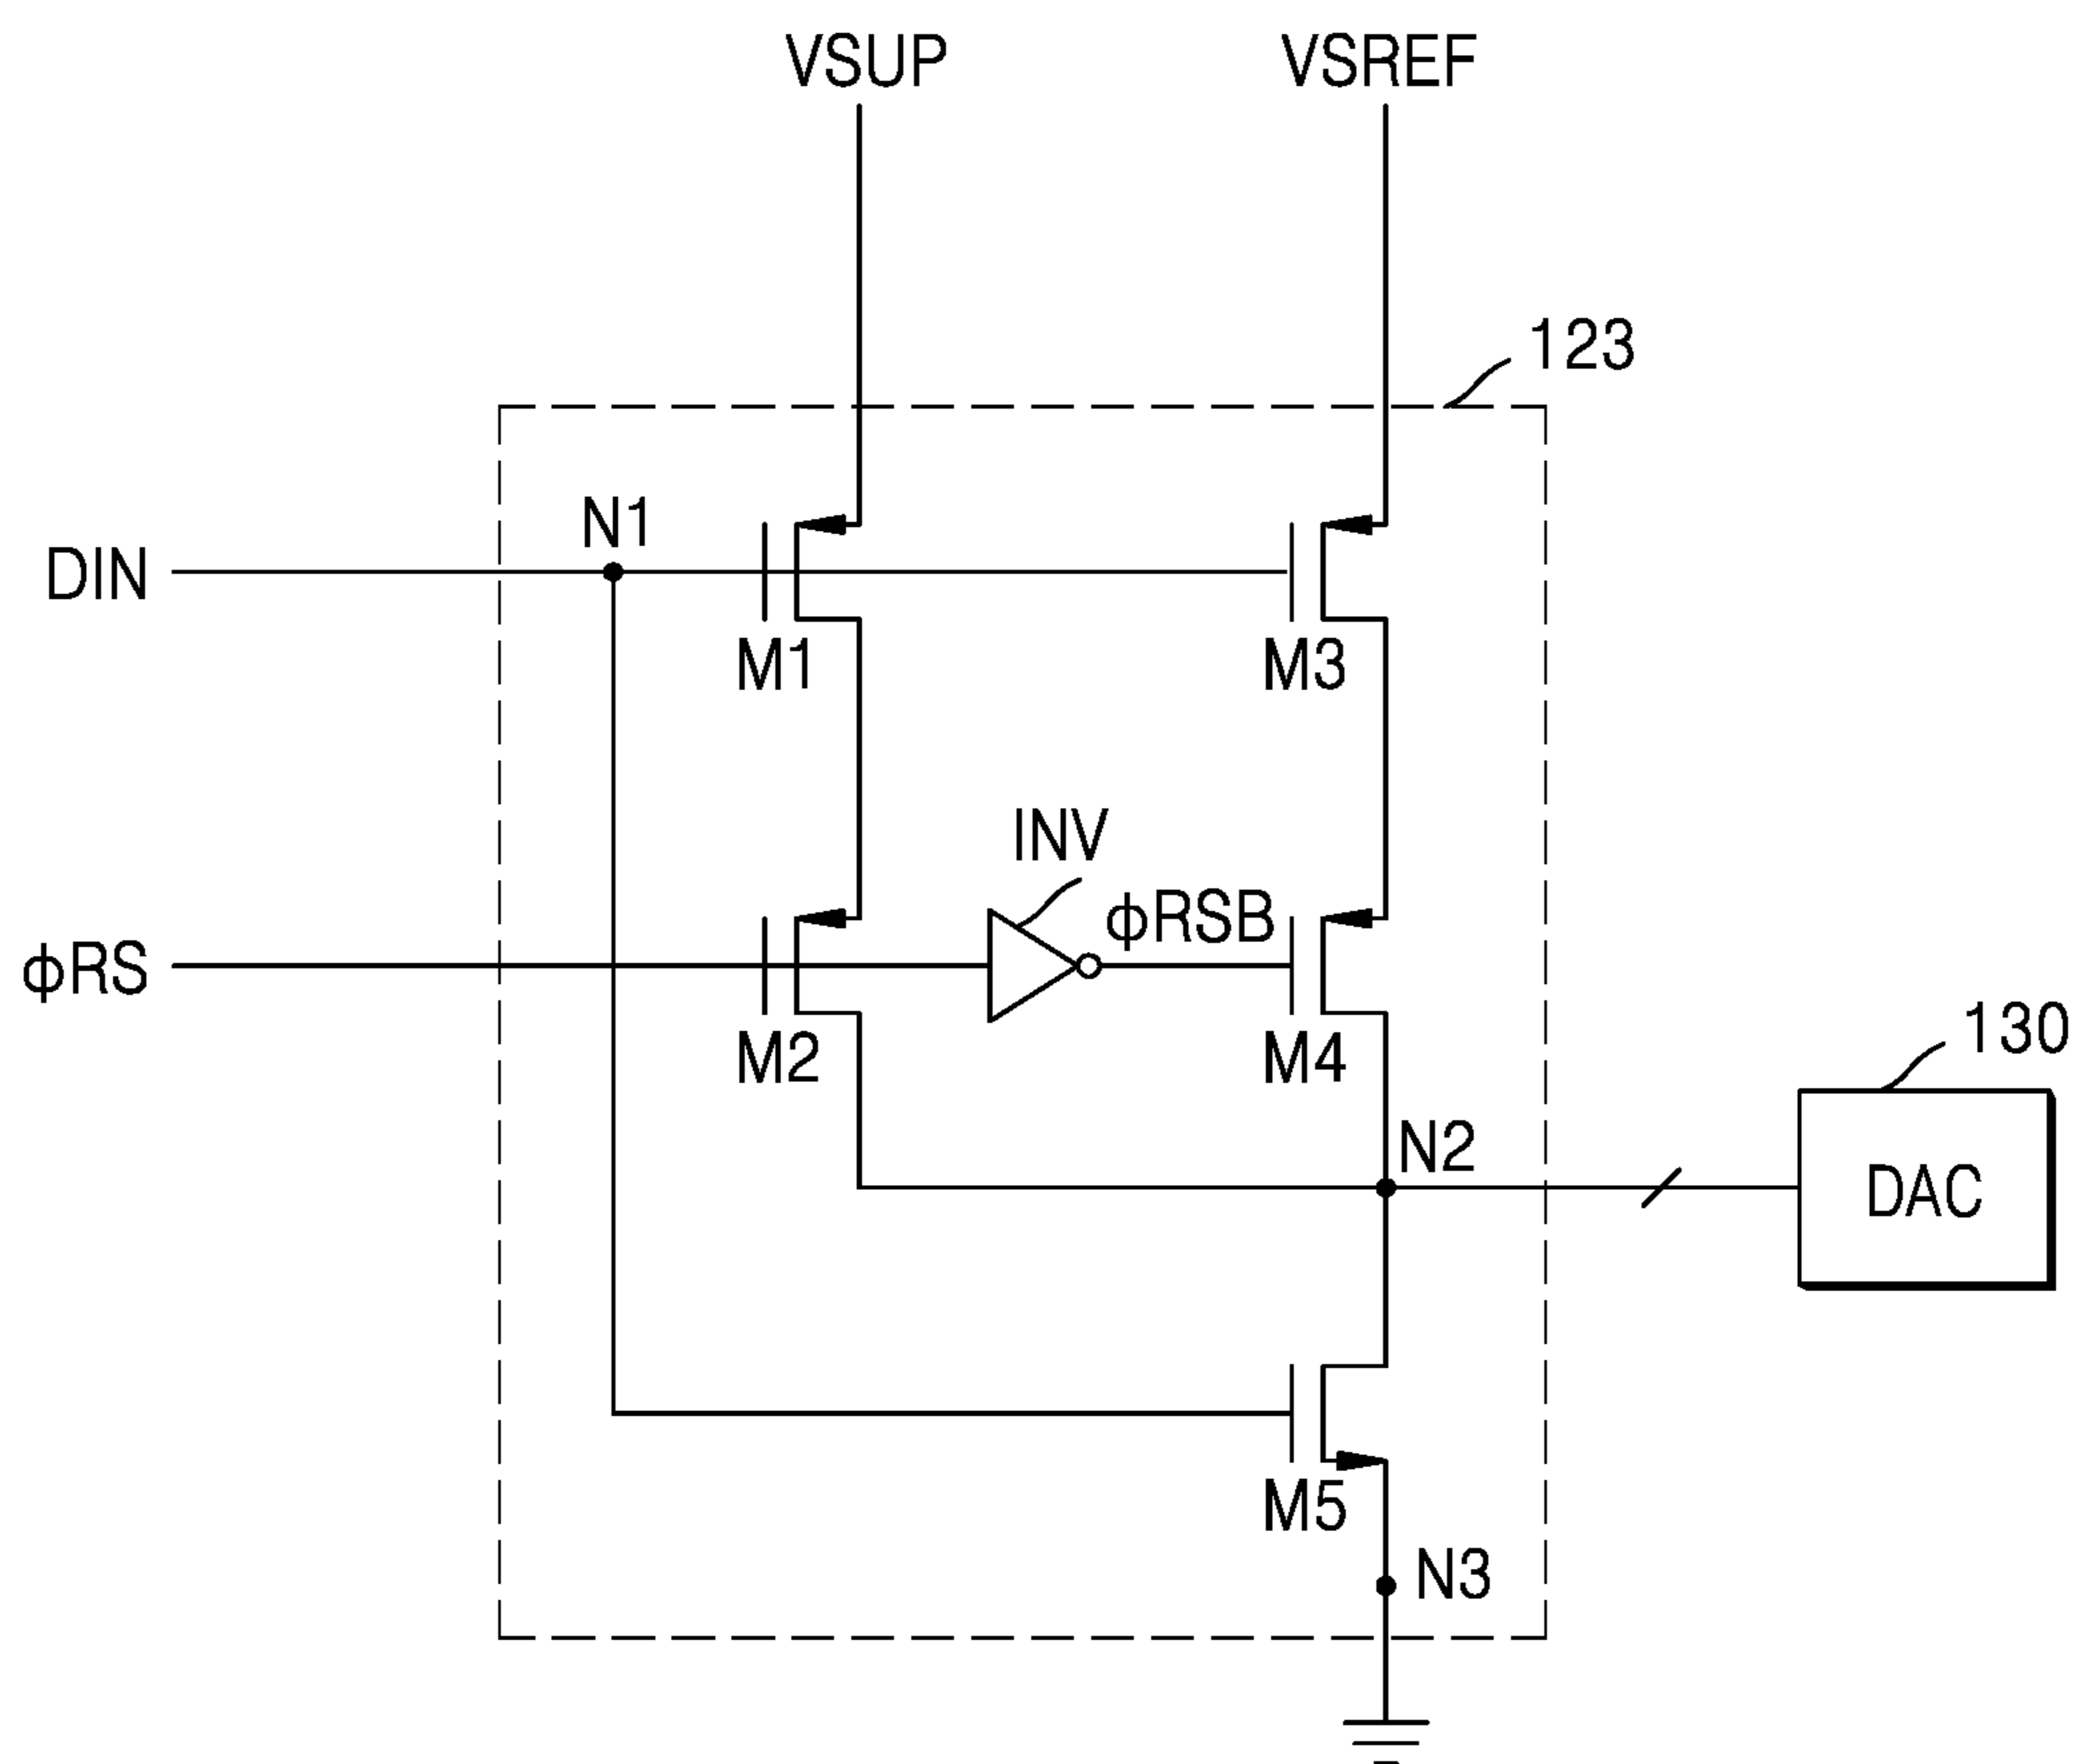 VSUP
VSREF
123
N1
DIN
M1
M3
INV
ϕRSB
ϕRS
M2
M4
130
N2
DAC
M5
N3